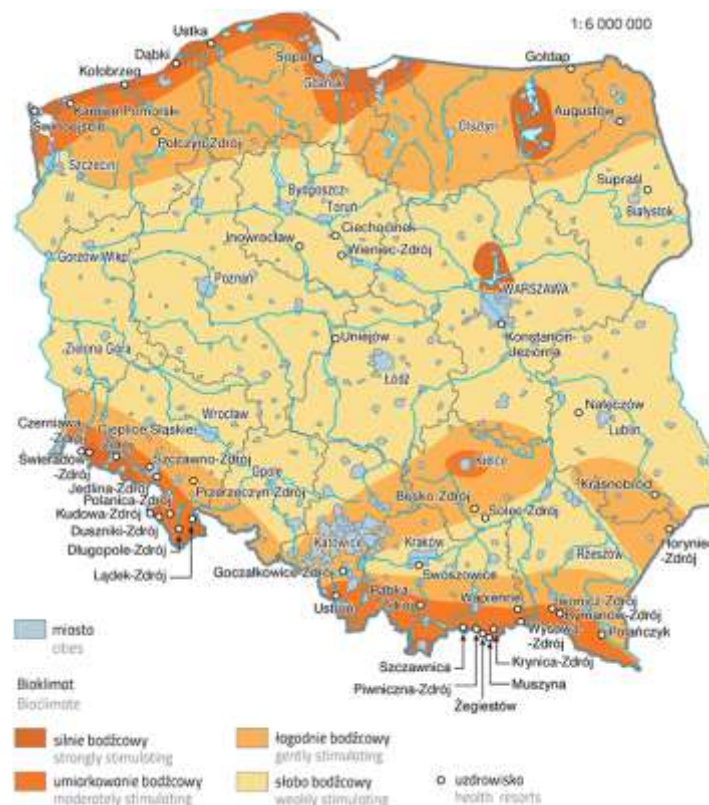 1: 6 000 000
Ustka
Dąbki
Kołobrzeg
Sopot
Gdańsk
Gołdap
Kamień Pomorski
Świnoujście
Połczyn-Zdrój
Szczecin
Olsztyn
Augustów
Supraśl
Białystok
Bydgoszcz
Toruń
Ciechocinek
Inowrocław
Wieniec-Zdrój
Gorzów Wlkp.
Poznań
WARSZAWA
Konstancin-
Jeziorna
Uniejów
Zielona Góra
Łódź
Nałęczów
Lublin
Wrocław
Czerniawa
-Zdrój
Cieplice Śląskie-
Zdrój
Świeradów
-Zdrój
Szczawno-Zdrój
Jedlina-Zdrój
Opole
Kielce
Krasnobród
Polanica-Zdrój
Przerzeczyn-Zdrój
Busko-Zdrój
Kudowa-Zdrój
Solec-Zdrój
Duszniki-Zdrój
Długopole-Zdrój
Katowice
Kraków
Rzeszów
Horyniec
-Zdrój
Lądek-Zdrój
Goczałkowice-Zdrój
Swoszowice
Ustroń
Rabka
-Zdrój
Wapienne
Iwonicz-Zdrój
Rymanów-Zdrój
Wysowa
-Zdrój
Polańczyk
Szczawnica
Krynica-Zdrój
Piwniczna-Zdrój
Muszyna
Żegiestów
miasta
cities
Bioklimat
Bioclimate
silnie bodźcowy
strongly stimulating
łagodnie bodźcowy
gently stimulating
umiarkowanie bodźcowy
moderately stimulating
słabo bodźcowy
weakly stimulating
uzdrowiska
health resorts